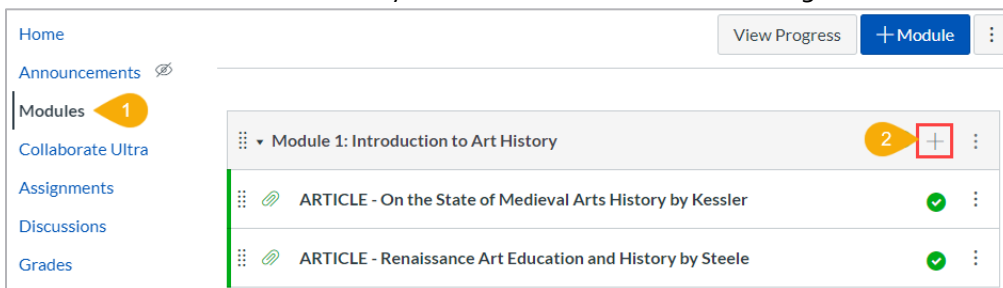 Home
View Progress
+ Module
Announcements
Modules
1
Collaborate Ultra
Module 1: Introduction to Art History
2
Assignments
ARTICLE - On the State of Medieval Arts History by Kessler
Discussions
Grades
ARTICLE - Renaissance Art Education and History by Steele